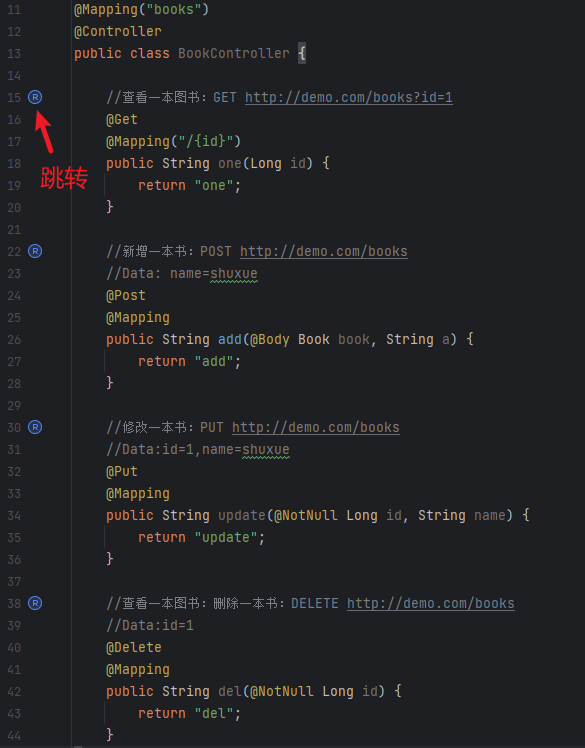 11 @Mapping("books")
12 @Controller
13 public class BookController {
14
15 R //查看一本图书：GET http://demo.com/books?id=1
16 @Get
17 @Mapping("/{id}")
跳转
18 public String one(Long id) {
19 return "one";
20 }
21
22 R //新增一本书：POST http://demo.com/books
23 //Data: name=shuxue
24 @Post
25 @Mapping
26 public String add(@Body Book book, String a) {
27 return "add";
28 }
29
30 R //修改一本书：PUT http://demo.com/books
31 //Data:id=1,name=shuxue
32 @Put
33 @Mapping
34 public String update(@NotNull Long id, String name) {
35 return "update";
36 }
37
38 R //查看一本图书：删除一本书：DELETE http://demo.com/books
39 //Data:id=1
40 @Delete
41 @Mapping
42 public String del(@NotNull Long id) {
43 return "del";
44 }